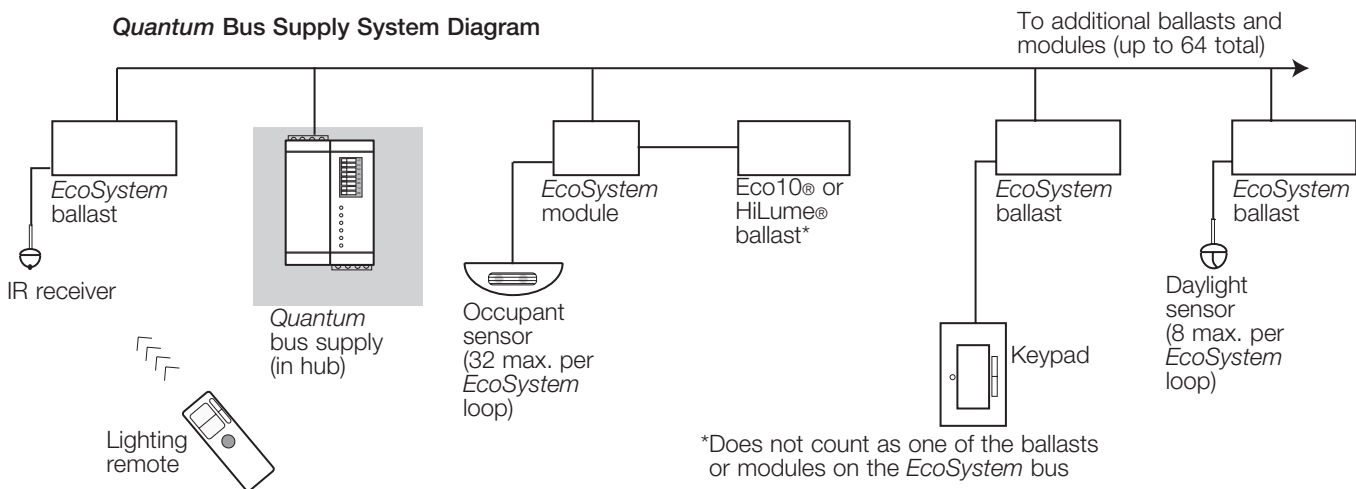 Quantum Bus Supply System Diagram
To additional ballasts and
modules (up to 64 total)
EcoSystem
ballast
IR receiver
Lighting
remote
Quantum
bus supply
(in hub)
EcoSystem
module
Occupant
sensor
(32 max. per
EcoSystem
loop)
Eco10® or
HiLume®
ballast*
EcoSystem
ballast
Keypad
EcoSystem
ballast
Daylight
sensor
(8 max. per
EcoSystem
loop)
*Does not count as one of the ballasts
or modules on the EcoSystem bus